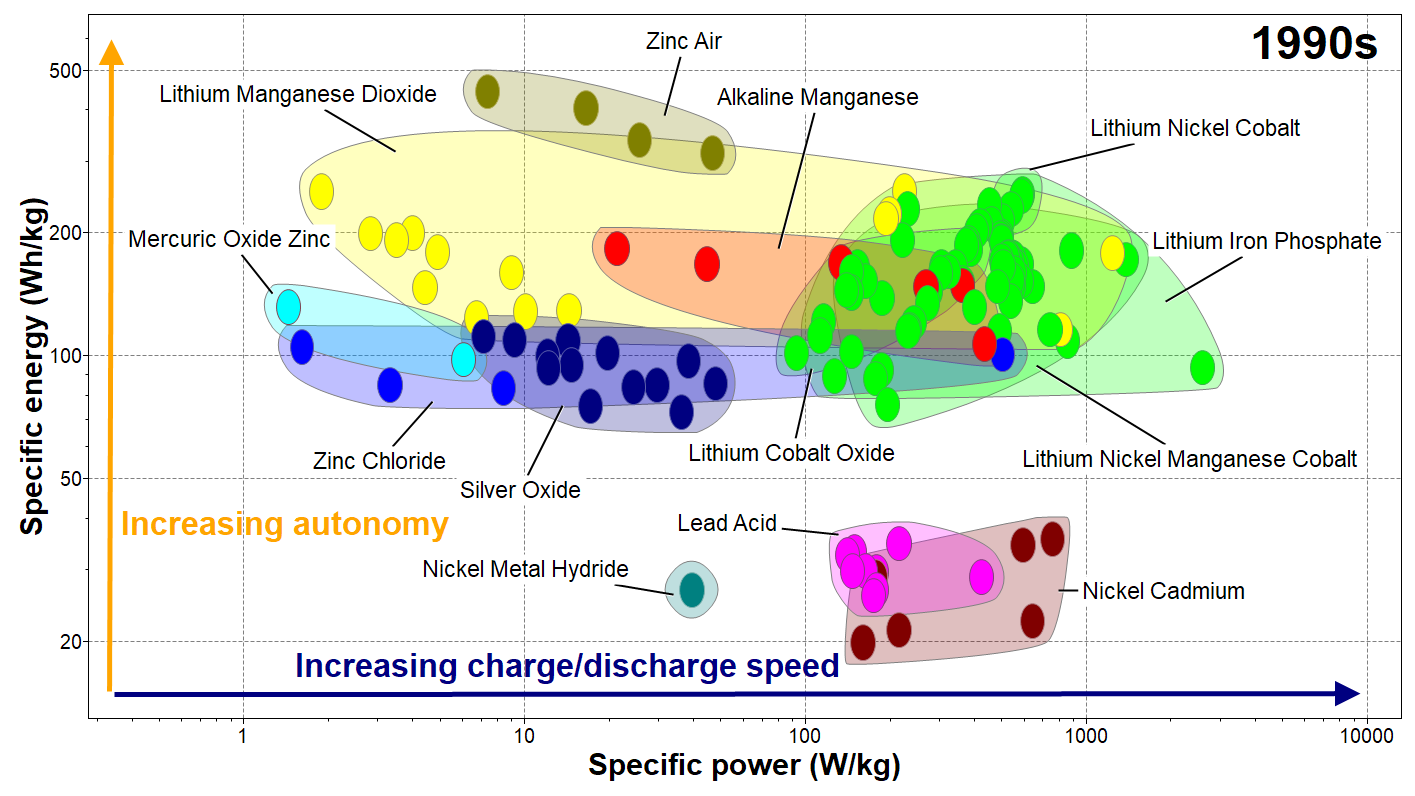 1990s
Zinc Air
Lithium Manganese Dioxide
Alkaline Manganese
Lithium Nickel Cobalt
Mercuric Oxide Zinc
Lithium Iron Phosphate
Zinc Chloride
Silver Oxide
Lithium Cobalt Oxide
Lithium Nickel Manganese Cobalt
Increasing autonomy
Lead Acid
Nickel Metal Hydride
Nickel Cadmium
Increasing charge/discharge speed
Specific energy (Wh/kg)
500
200
100
50
20
1
10
100
1000
10000
Specific power (W/kg)